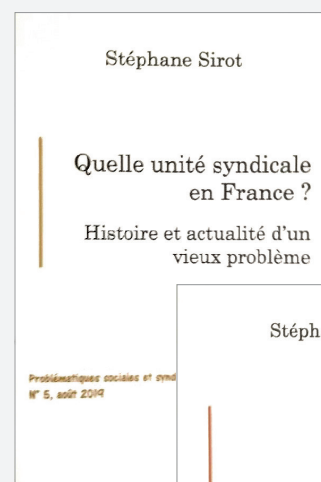 Stéphane Sirot
Quelle unité syndicale
en France ?
Histoire et actualité d'un
vieux problème
Stéph
Problématiques sociales et synd
N° 5, août 2019